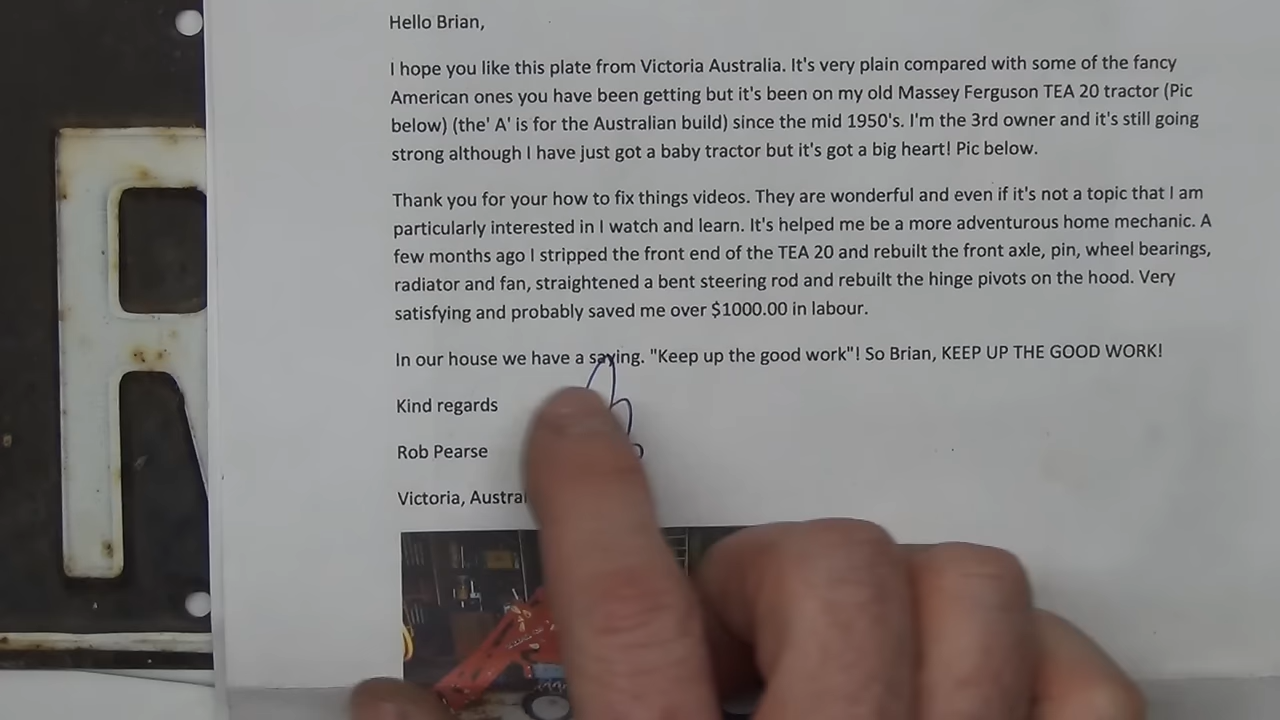 Hello Brian,
I hope you like this plate from Victoria Australia. It's very plain compared with some of the fancy
American ones you have been getting but it's been on my old Massey Ferguson TEA 20 tractor (Pic
below) (the' A' is for the Australian build) since the mid 1950's. I'm the 3rd owner and it's still going
strong although I have just got a baby tractor but it's got a big heart! Pic below.
Thank you for your how to fix things videos. They are wonderful and even if it's not a topic that I am
particularly interested in I watch and learn. It's helped me be a more adventurous home mechanic. A
few months ago I stripped the front end of the TEA 20 and rebuilt the front axle, pin, wheel bearings,
radiator and fan, straightened a bent steering rod and rebuilt the hinge pivots on the hood. Very
satisfying and probably saved me over $1000.00 in labour.
In our house we have a saying. "Keep up the good work"! So Brian, KEEP UP THE GOOD WORK!
Kind regards
Rob Pearse
Victoria,
R